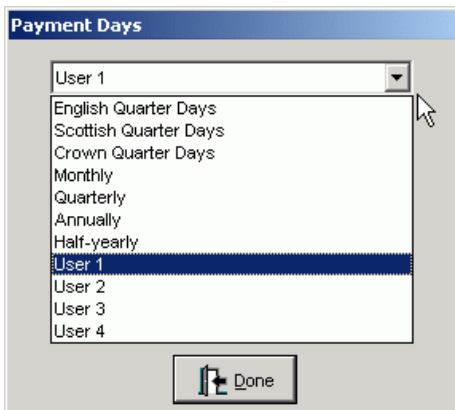 Payment Days
User 1
English Quarter Days
Scottish Quarter Days
Crown Quarter Days
Monthly
Quarterly
Annually
Half-yearly
User 1
User 2
User 3
User 4
Done